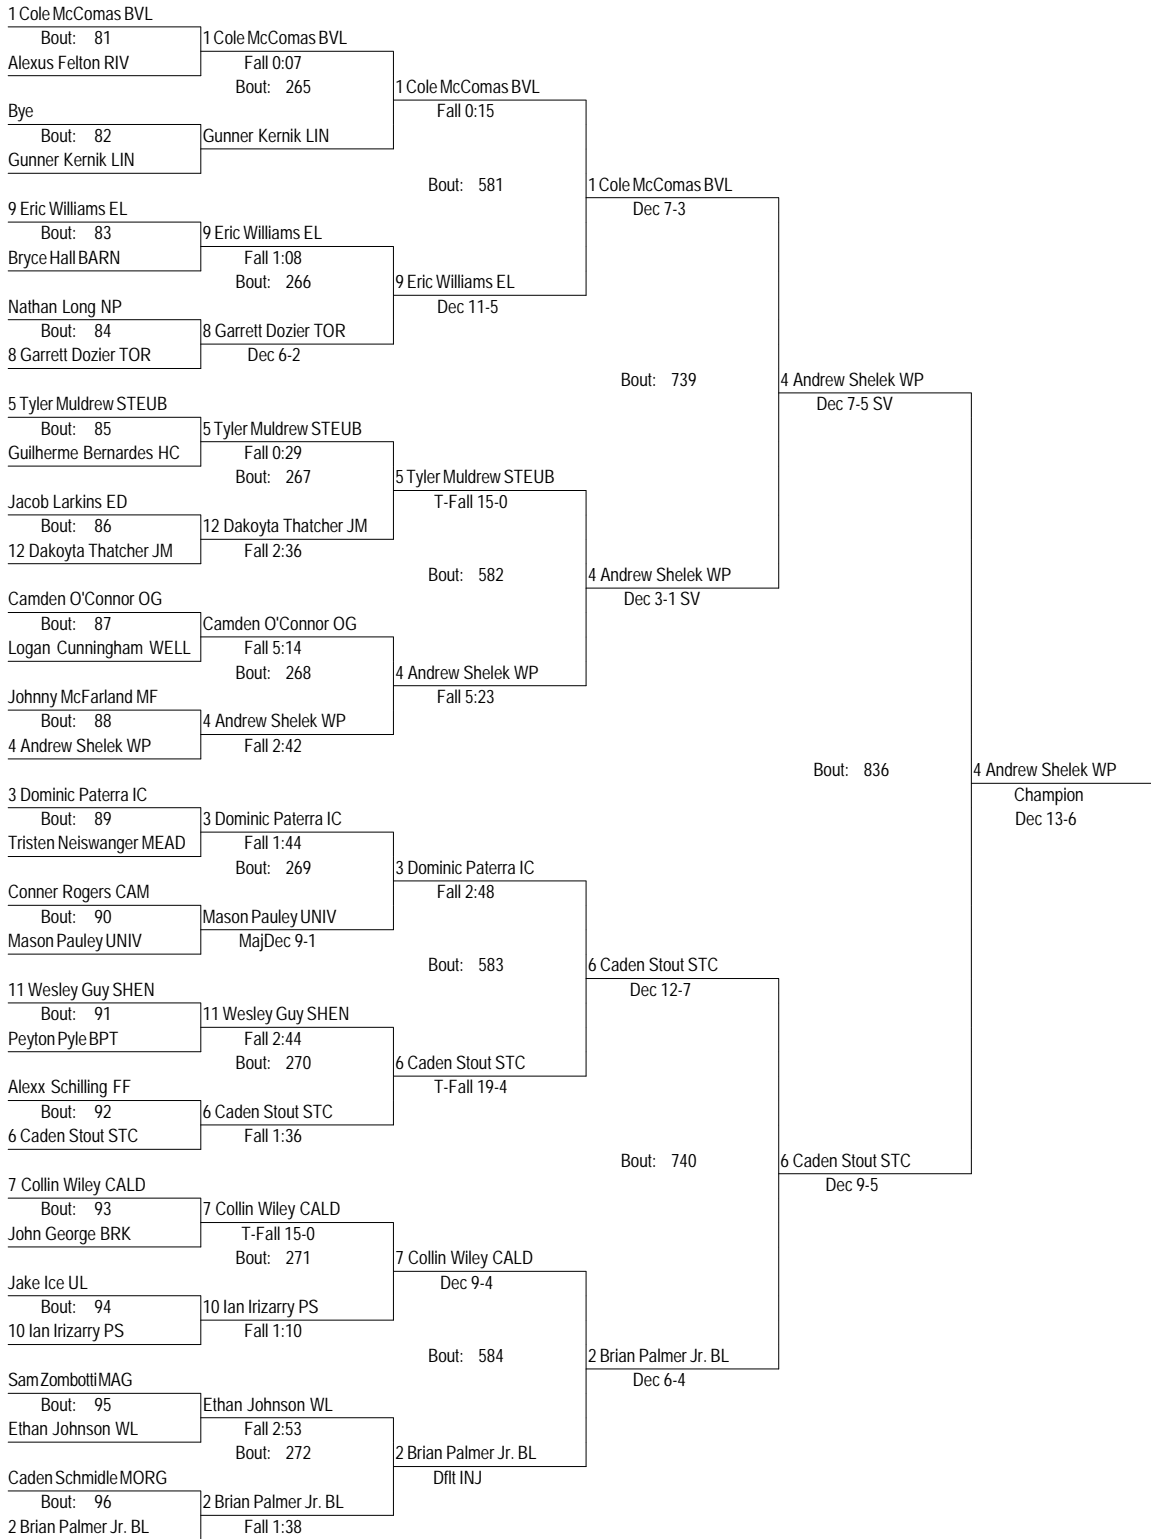 1 Cole McComas BVL
Bout: 81
Alexus Felton RIV
Bye
Bout: 82
Gunner Kernik LIN
9 Eric Williams EL
Bout: 83
Bryce Hall BARN
Nathan Long NP
Bout: 84
8 Garrett Dozier TOR
5 Tyler Muldrew STEUB
Bout: 85
Guilherme Bernardes HC
Jacob Larkins ED
Bout: 86
12 Dakoyta Thatcher JM
Camden O'Connor OG
Bout: 87
Logan Cunningham WELL
Johnny McFarland MF
Bout: 88
4 Andrew Shelek WP
3 Dominic Paterra IC
Bout: 89
Tristen Neiswanger MEAD
Conner Rogers CAM
Bout: 90
Mason Pauley UNIV
11 Wesley Guy SHEN
Bout: 91
Peyton Pyle BPT
Alexx Schilling FF
Bout: 92
6 Caden Stout STC
7 Collin Wiley CALD
Bout: 93
John George BRK
Jake Ice UL
Bout: 94
10 Ian Irizarry PS
Sam Zombotti MAG
Bout: 95
Ethan Johnson WL
Caden Schmidle MORG
Bout: 96
2 Brian Palmer Jr. BL
1 Cole McComas BVL
Fall 0:07
Bout: 265
Gunner Kernik LIN
9 Eric Williams EL
Fall 1:08
Bout: 266
8 Garrett Dozier TOR
Dec 6-2
5 Tyler Muldrew STEUB
Fall 0:29
Bout: 267
12 Dakoyta Thatcher JM
Fall 2:36
Camden O'Connor OG
Fall 5:14
Bout: 268
4 Andrew Shelek WP
Fall 2:42
3 Dominic Paterra IC
Fall 1:44
Bout: 269
Mason Pauley UNIV
MajDec 9-1
11 Wesley Guy SHEN
Fall 2:44
Bout: 270
6 Caden Stout STC
Fall 1:36
7 Collin Wiley CALD
T-Fall 15-0
Bout: 271
10 Ian Irizarry PS
Fall 1:10
Ethan Johnson WL
Fall 2:53
Bout: 272
2 Brian Palmer Jr. BL
Fall 1:38
1 Cole McComas BVL
Fall 0:15
Bout: 581
9 Eric Williams EL
Dec 11-5
5 Tyler Muldrew STEUB
T-Fall 15-0
Bout: 582
4 Andrew Shelek WP
Fall 5:23
3 Dominic Paterra IC
Fall 2:48
Bout: 583
6 Caden Stout STC
T-Fall 19-4
7 Collin Wiley CALD
Dec 9-4
Bout: 584
2 Brian Palmer Jr. BL
Dflt INJ
1 Cole McComas BVL
Dec 7-3
Bout: 739
4 Andrew Shelek WP
Dec 3-1 SV
6 Caden Stout STC
Dec 12-7
Bout: 740
2 Brian Palmer Jr. BL
Dec 6-4
4 Andrew Shelek WP
Dec 7-5 SV
Bout: 836
6 Caden Stout STC
Dec 9-5
4 Andrew Shelek WP
Champion
Dec 13-6